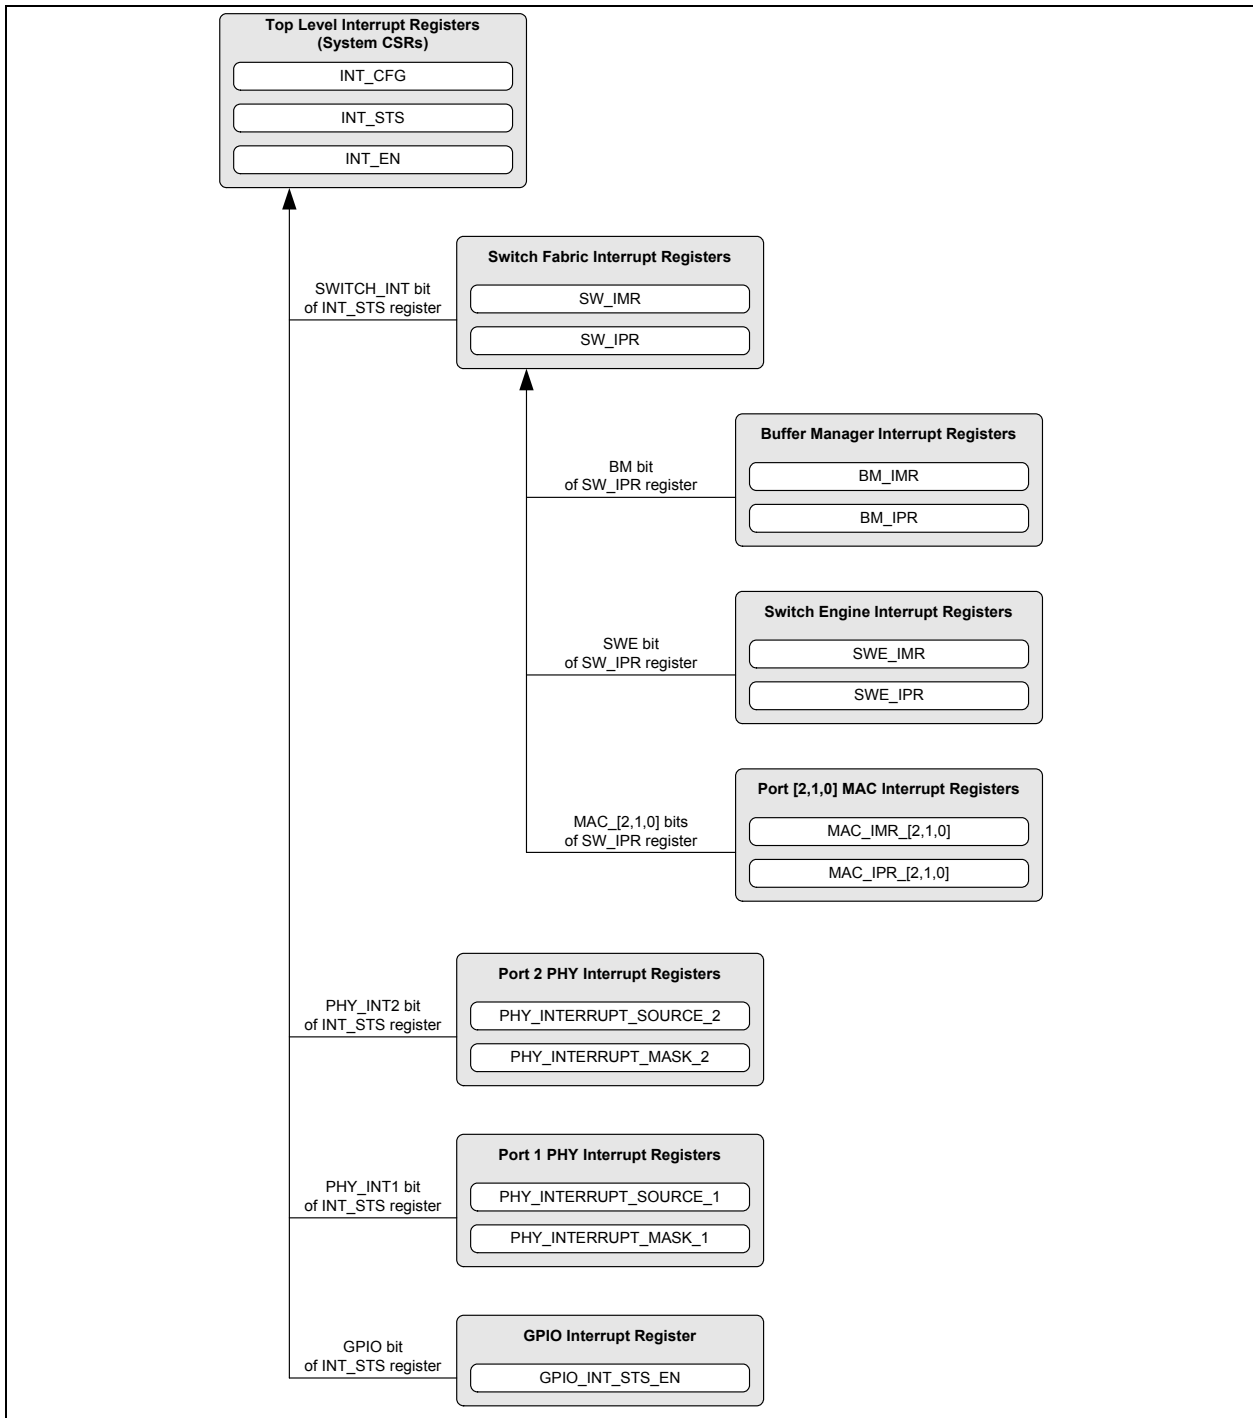 Top Level Interrupt Registers
(System CSRs)
INT_CFG
INT_STS
INT_EN
SWITCH_INT bit
of INT_STS register
Switch Fabric Interrupt Registers
SW_IMR
SW_IPR
BM bit
of SW_IPR register
Buffer Manager Interrupt Registers
BM_IMR
BM_IPR
SWE bit
of SW_IPR register
Switch Engine Interrupt Registers
SWE_IMR
SWE_IPR
MAC_[2,1,0] bits
of SW_IPR register
Port [2,1,0] MAC Interrupt Registers
MAC_IMR_[2,1,0]
MAC_IPR_[2,1,0]
PHY_INT2 bit
of INT_STS register
Port 2 PHY Interrupt Registers
PHY_INTERRUPT_SOURCE_2
PHY_INTERRUPT_MASK_2
PHY_INT1 bit
of INT_STS register
Port 1 PHY Interrupt Registers
PHY_INTERRUPT_SOURCE_1
PHY_INTERRUPT_MASK_1
GPIO bit
of INT_STS register
GPIO Interrupt Register
GPIO_INT_STS_EN